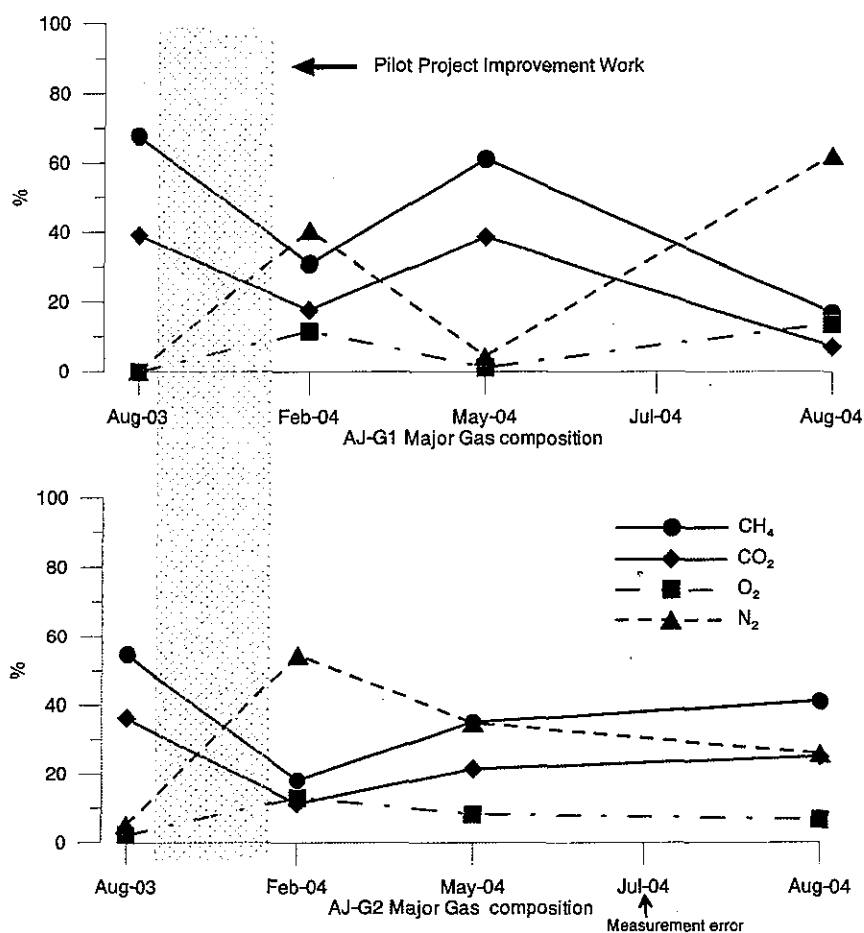 100
80
60
40
20
0
%
Pilot Project Improvement Work
Aug-03 Feb-04 May-04 Jul-04 Aug-04
AJ-G1 Major Gas composition
100
80
60
40
20
0
%
CH₄
CO₂
O₂
N₂
Aug-03 Feb-04 May-04 Jul-04 Aug-04
AJ-G2 Major Gas composition
Measurement error